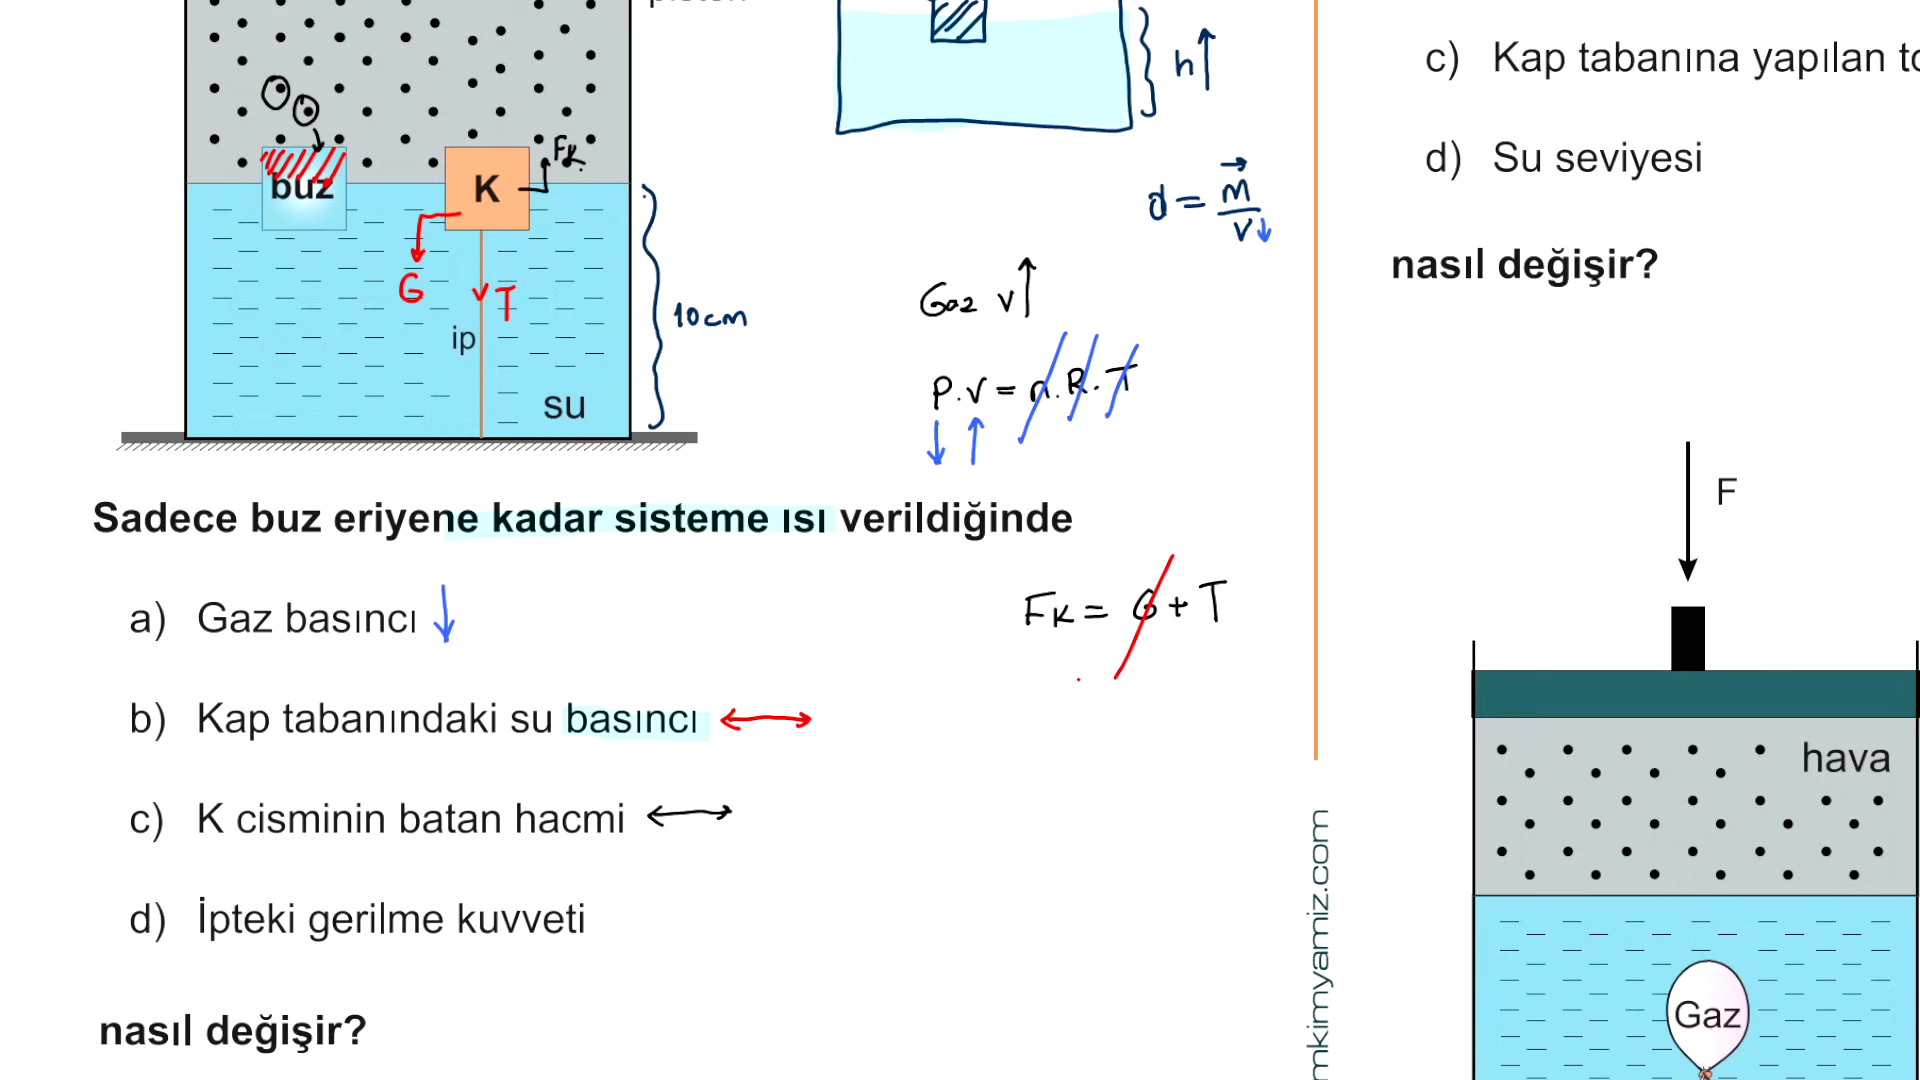 h↑
Fk
buz
K
G
T
ip
su
10cm
d = m/v↓
Gaz v↑
P.v = n.R.T
Sadece buz eriyene kadar sisteme ısı verildiğinde
a) Gaz basıncı ↓
b) Kap tabanındaki su basıncı ↔
c) K cisminin batan hacmi ↔
d) İpteki gerilme kuvveti
nasıl değişir?
FK = G + T
c) Kap tabanına yapılan
d) Su seviyesi
nasıl değişir?
F
hava
Gaz
mkimyamiz.com